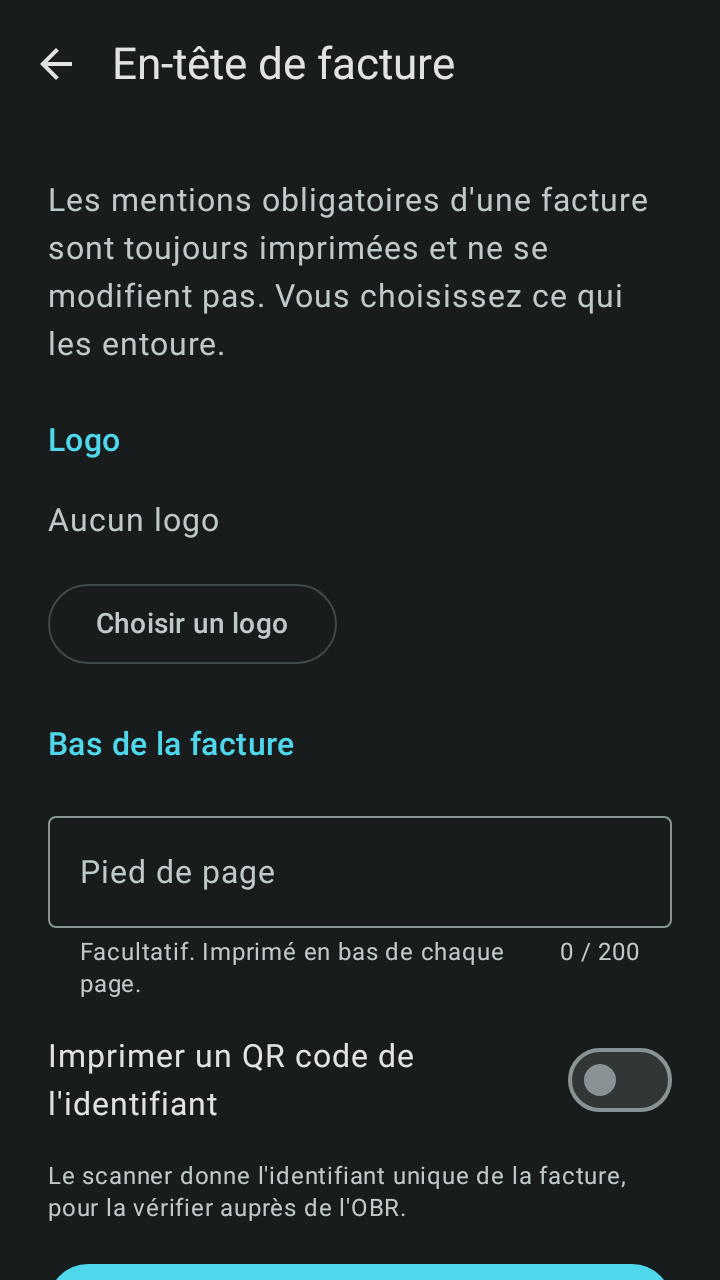 En-tête de facture
Les mentions obligatoires d'une facture
sont toujours imprimées et ne se
modifient pas. Vous choisissez ce qui
les entoure.
Logo
Aucun logo
Choisir un logo
Bas de la facture
Pied de page
Facultatif. Imprimé en bas de chaque
page.
0 / 200
Imprimer un QR code de
l'identifiant
Le scanner donne l'identifiant unique de la facture,
pour la vérifier auprès de l'OBR.